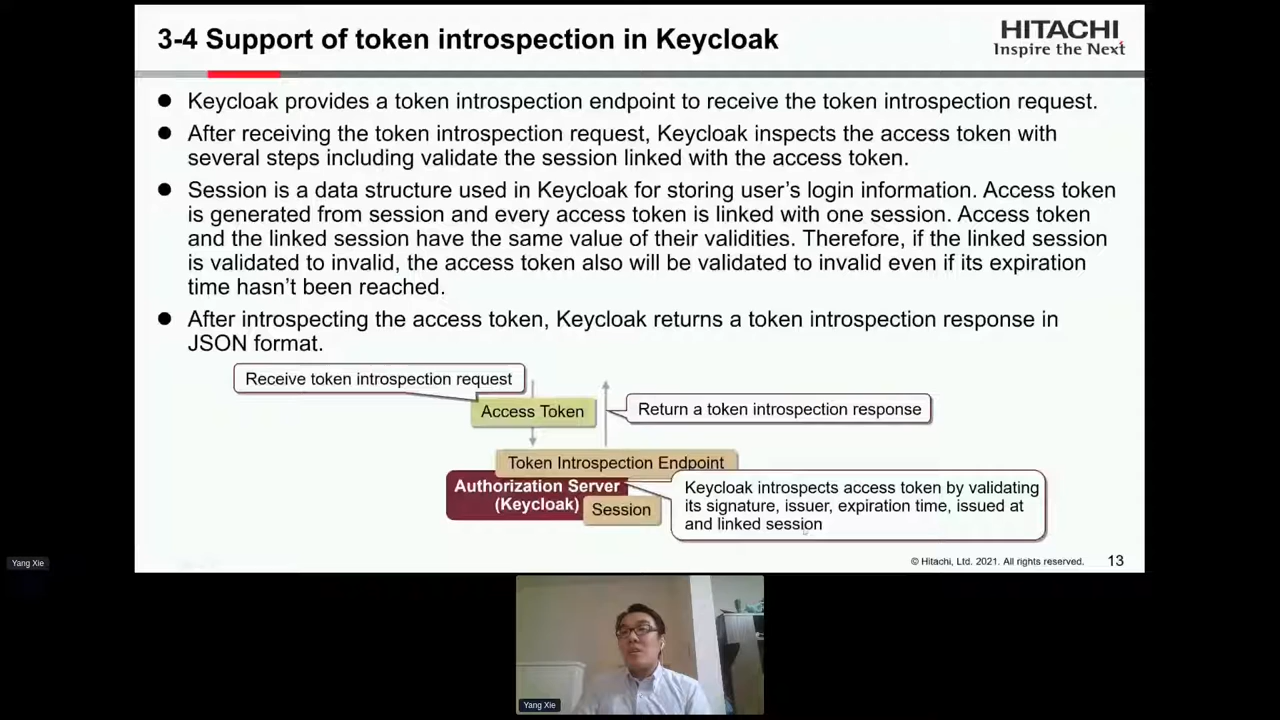 3-4 Support of token introspection in Keycloak
HITACHI
Inspire the Next
● Keycloak provides a token introspection endpoint to receive the token introspection request.
● After receiving the token introspection request, Keycloak inspects the access token with
several steps including validate the session linked with the access token.
● Session is a data structure used in Keycloak for storing user's login information. Access token
is generated from session and every access token is linked with one session. Access token
and the linked session have the same value of their validities. Therefore, if the linked session
is validated to invalid, the access token also will be validated to invalid even if its expiration
time hasn't been reached.
● After introspecting the access token, Keycloak returns a token introspection response in
JSON format.
Receive token introspection request
Access Token
Return a token introspection response
Token Introspection Endpoint
Authorization Server
(Keycloak)
Session
Keycloak introspects access token by validating
its signature, issuer, expiration time, issued at
and linked session
© Hitachi, Ltd. 2021. All rights reserved.
13
Yang Xie
Yang Xie